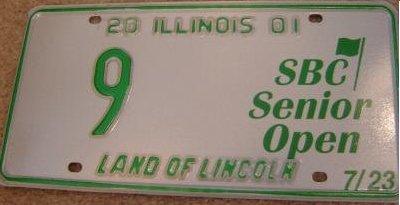 20 ILLINOIS 01
9
SBC
Senior
Open
LAND OF LINCOLN
7/23